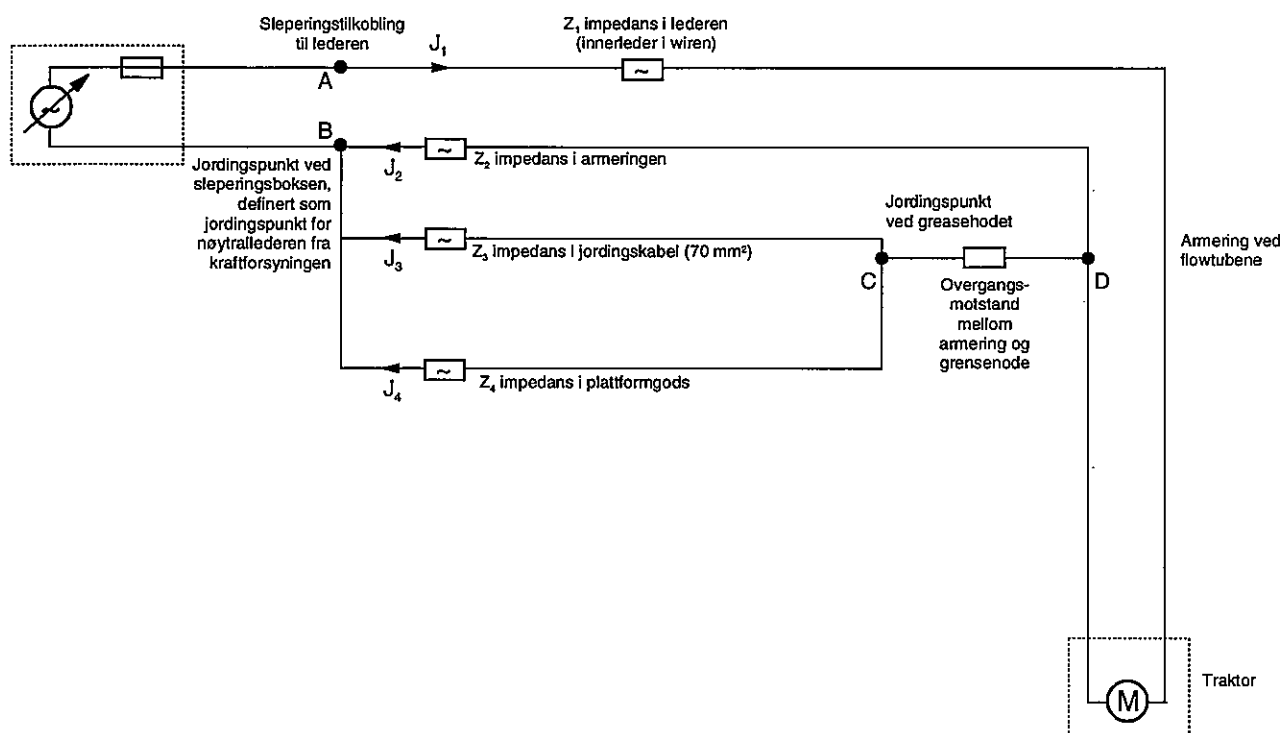 Sleperingstilkobling
til lederen
Z₁ impedans i lederen
(innerleder i wiren)
J₁
A
~
~
B
J₂
~
Z₂ impedans i armeringen
Jordingspunkt ved
sleperingsboksen,
definert som
jordingspunkt for
nøytrallederen fra
kraftforsyningen
J₃
~
Z₃ impedans i jordingskabel (70 mm²)
Jordingspunkt
ved greasehodet
C
D
Overgangs-
motstand
mellom
armering og
grensenode
Armering ved
flowtubene
J₄
~
Z₄ impedans i plattformgods
M
Traktor